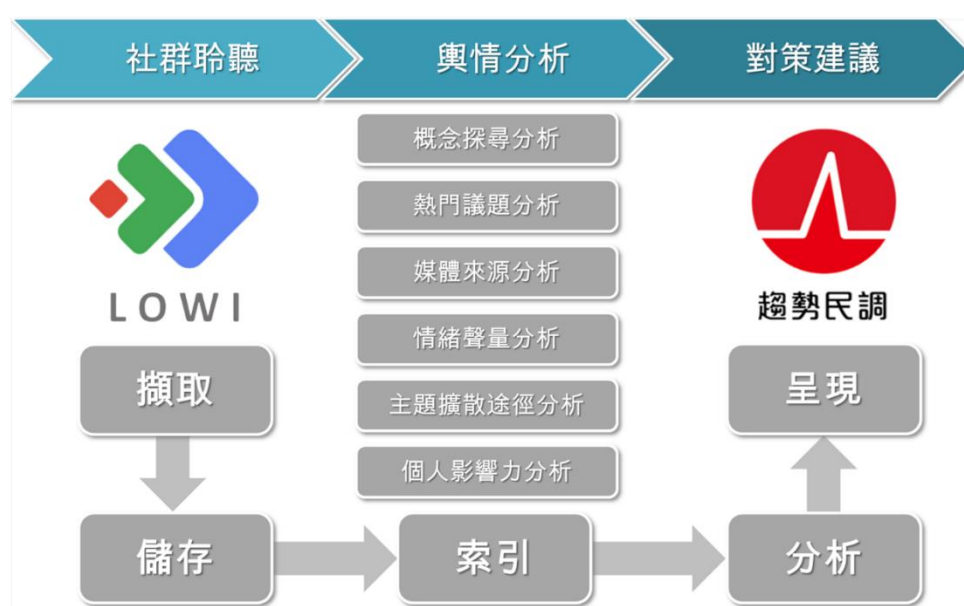 社群聆聽
輿情分析
對策建議
LOWI
概念探尋分析
熱門議題分析
媒體來源分析
情緒聲量分析
主題擴散途徑分析
個人影響力分析
趨勢民調
擷取
儲存
索引
分析
呈現